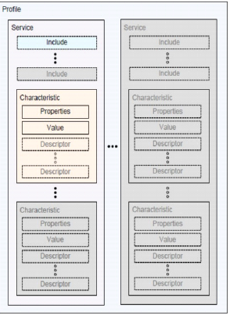 Profile
Service
Include
Include
Characteristic
Properties
Value
Descriptor
Descriptor
Characteristic
Properties
Value
Descriptor
Descriptor
Service
Include
Include
Characteristic
Properties
Value
Descriptor
Descriptor
Characteristic
Properties
Value
Descriptor
Descriptor